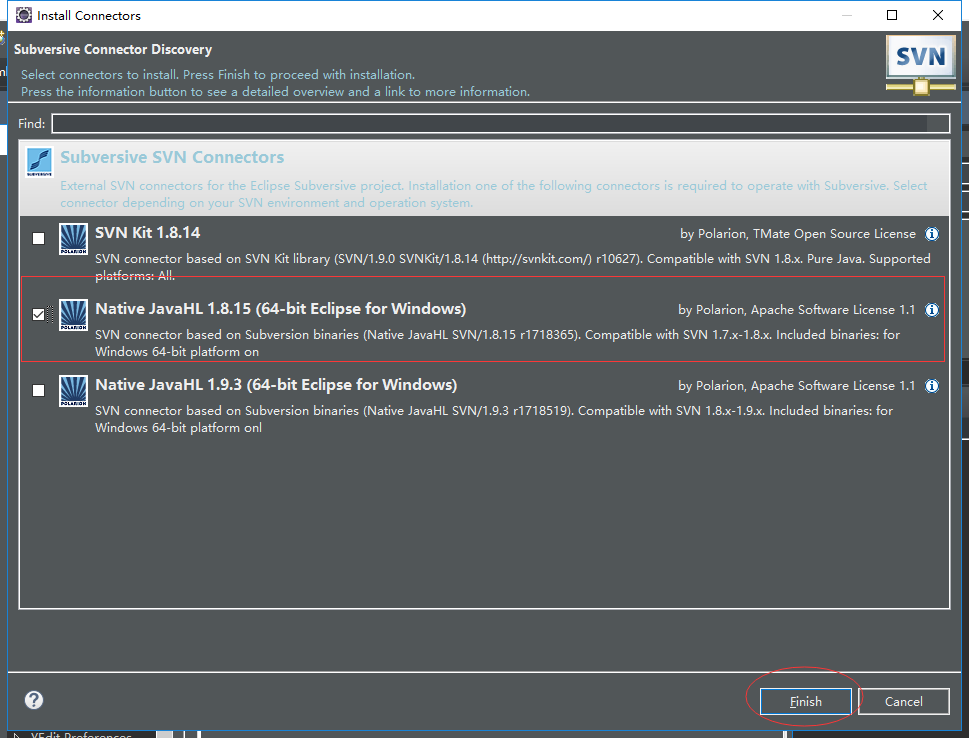 Install Connectors
Subversive Connector Discovery
Select connectors to install. Press Finish to proceed with installation.
Press the information button to see a detailed overview and a link to more information.
SVN
Find:
Subversive SVN Connectors
SUBVERSIVE
External SVN connectors for the Eclipse Subversive project. Installation one of the following connectors is required to operate with Subversive. Select
connector depending on your SVN environment and operation system.
SVN Kit 1.8.14
by Polarion, TMate Open Source License
POLARION
SVN connector based on SVN Kit library (SVN/1.9.0 SVNKit/1.8.14 (http://svnkit.com/) r10627). Compatible with SVN 1.8.x. Pure Java. Supported
platforms: All.
Native JavaHL 1.8.15 (64-bit Eclipse for Windows)
by Polarion, Apache Software License 1.1
POLARION
SVN connector based on Subversion binaries (Native JavaHL SVN/1.8.15 r1718365). Compatible with SVN 1.7.x-1.8.x. Included binaries: for
Windows 64-bit platform on
Native JavaHL 1.9.3 (64-bit Eclipse for Windows)
by Polarion, Apache Software License 1.1
POLARION
SVN connector based on Subversion binaries (Native JavaHL SVN/1.9.3 r1718519). Compatible with SVN 1.8.x-1.9.x. Included binaries: for
Windows 64-bit platform onl
Finish
Cancel
YEdit Preferences